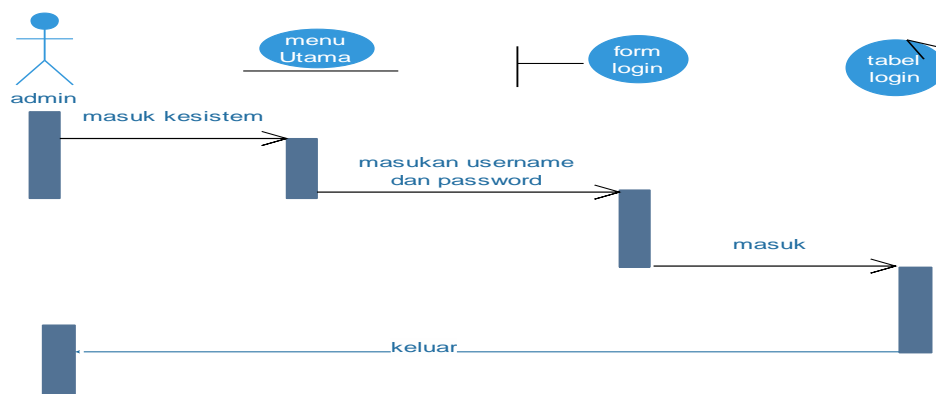 menu
Utama
form
login
tabel
login
admin
masuk kesistem
masukan username
dan password
masuk
keluar